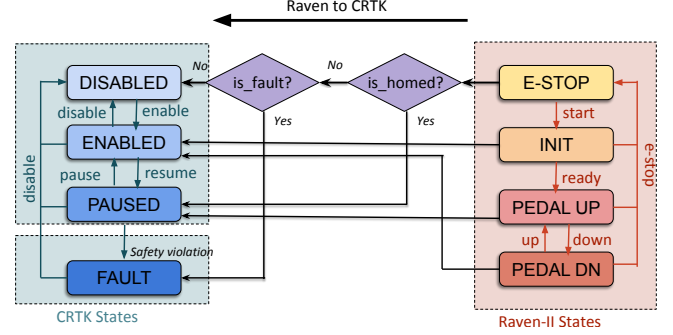 Raven to CRTK
No
No
DISABLED
is_fault?
is_homed?
E-STOP
disable
enable
Yes
Yes
start
ENABLED
INIT
pause
resume
ready
disable
e-stop
PAUSED
PEDAL UP
up
down
Safety violation
FAULT
PEDAL DN
CRTK States
Raven-II States